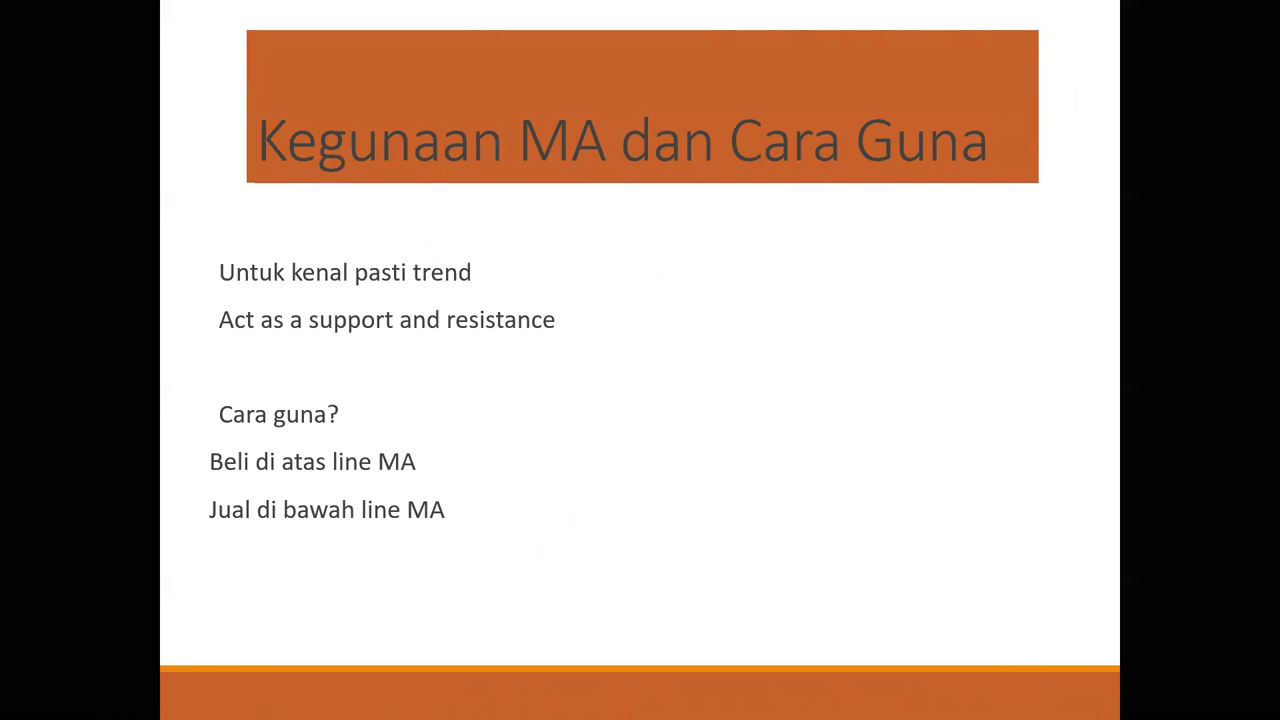 Kegunaan MA dan Cara Guna
Untuk kenal pasti trend
Act as a support and resistance
Cara guna?
Beli di atas line MA
Jual di bawah line MA